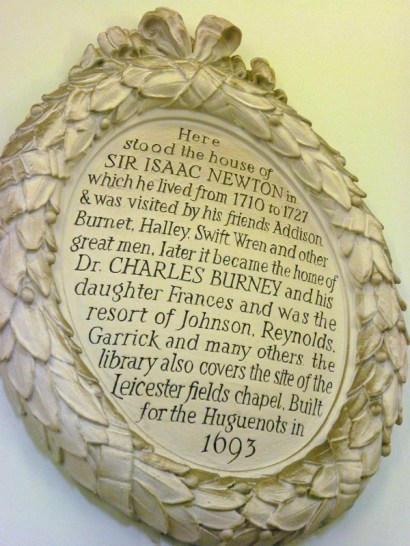 Here
stood the house of
SIR ISAAC NEWTON in
which he lived from 1710 to 1727
& was visited by his friends Addison
Burnet, Halley, Swift, Wren and other
great men, later it became the home of
Dr. CHARLES BURNEY and his
daughter Frances and was the
resort of Johnson, Reynolds,
Garrick and many others the
library also covers the site of the
Leicester fields chapel. Built
for the Huguenots in
1693